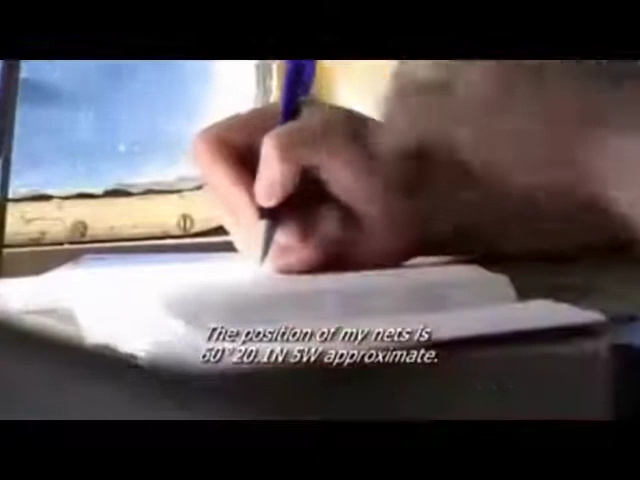 The position of my nets is
60°20.1N 5W approximate.